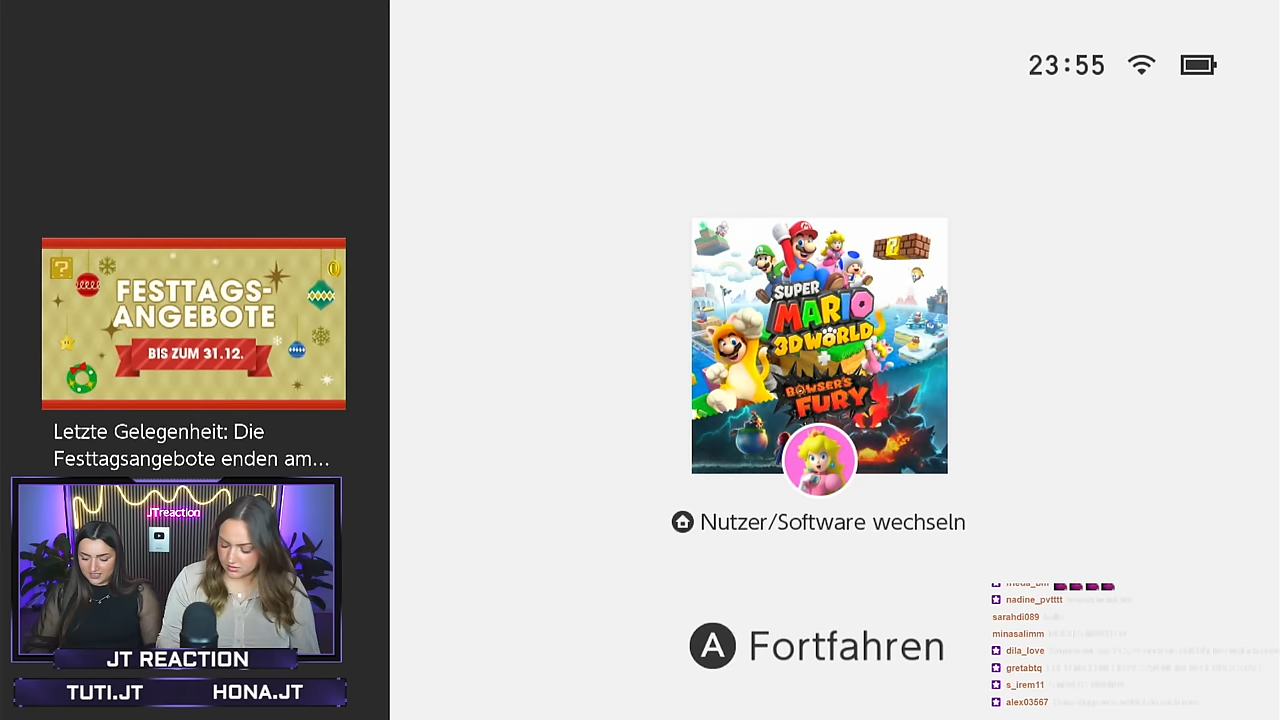 23:55
FESTTAGS-
ANGEBOTE
BIS ZUM 31.12.
Letzte Gelegenheit: Die
Festtagsangebote enden am...
SUPER
MARIO
3D WORLD
BOWSER'S
FURY
Nutzer/Software wechseln
A Fortfahren
JTreaction
JT REACTION
TUTI.JT
HONA.JT
nadine_pvtttt
sarahdi089
minasalimm
dila_love
gretabtq
s_irem11
alex03567